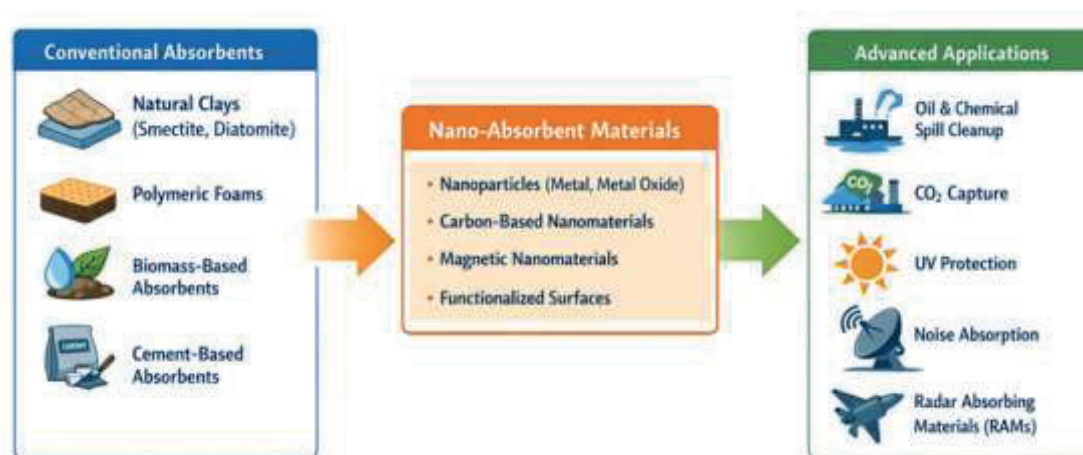 Conventional Absorbents
Natural Clays
(Smectite, Diatomite)
Polymeric Foams
Biomass-Based
Absorbents
CEMENT
Cement-Based
Absorbents
Nano-Absorbent Materials
• Nanoparticles (Metal, Metal Oxide)
• Carbon-Based Nanomaterials
• Magnetic Nanomaterials
• Functionalized Surfaces
Advanced Applications
Oil & Chemical
Spill Cleanup
CO₂
CO₂ Capture
UV Protection
Noise Absorption
Radar Absorbing
Materials (RAMs)